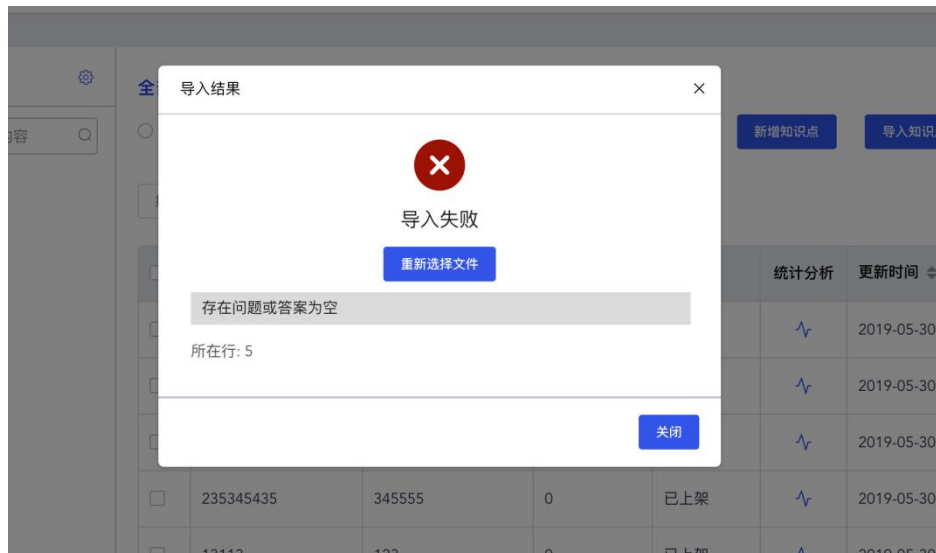 全
导入结果
容
新增知识点
导入知识
导入失败
重新选择文件
统计分析 更新时间
存在问题或答案为空
2019-05-30
所在行: 5
2019-05-30
关闭
2019-05-30
235345435 345555 0 已上架 2019-05-30